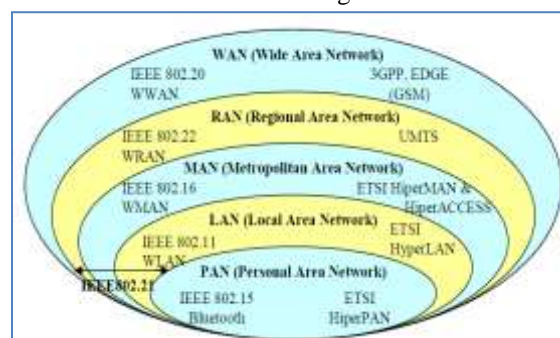 WAN (Wide Area Network)
IEEE 802.20
WWAN
3GPP, EDGE
(GSM)
RAN (Regional Area Network)
IEEE 802.22
WRAN
UMTS
MAN (Metropolitan Area Network)
IEEE 802.16
WMAN
ETSI HiperMAN &
HiperACCESS
LAN (Local Area Network)
IEEE 802.11
WLAN
ETSI
HyperLAN
IEEE802.21
PAN (Personal Area Network)
IEEE 802.15
Bluetooth
ETSI
HiperPAN